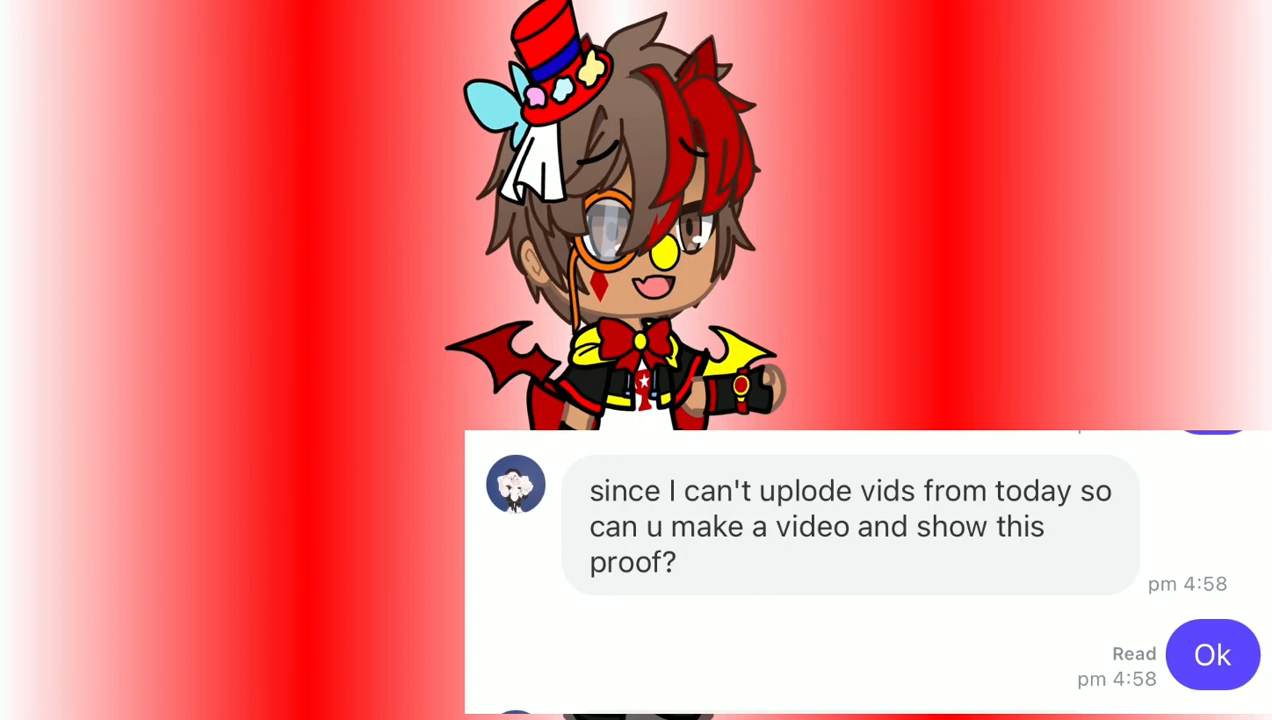 since I can't uplode vids from today so
can u make a video and show this
proof?
pm 4:58
Read
Ok
pm 4:58